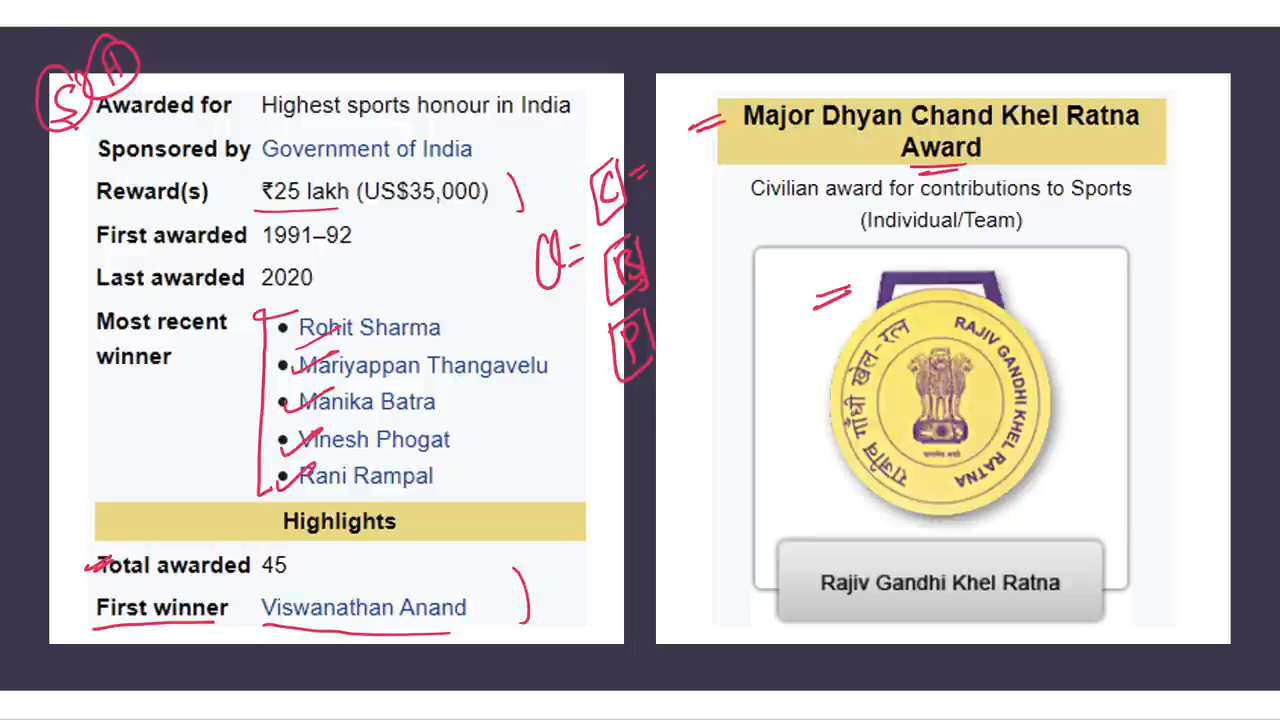 S
A
Awarded for Highest sports honour in India
Sponsored by Government of India
Reward(s) ₹25 lakh (US$35,000)
First awarded 1991–92
Last awarded 2020
Most recent winner
• Rohit Sharma
• Mariyappan Thangavelu
• Manika Batra
• Vinesh Phogat
• Rani Rampal
Highlights
Total awarded 45
First winner Viswanathan Anand
C
B
P
Major Dhyan Chand Khel Ratna
Award
Civilian award for contributions to Sports
(Individual/Team)
राजीव गाँधी खेल-रत्न
RAJIV GANDHI KHEL RATNA
Rajiv Gandhi Khel Ratna